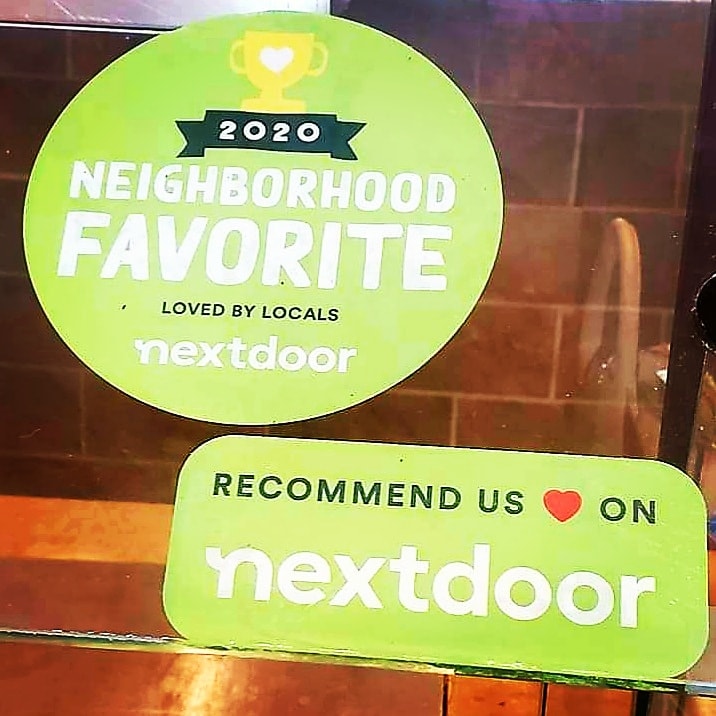 2020
NEIGHBORHOOD
FAVORITE
LOVED BY LOCALS
nextdoor
RECOMMEND US ♥ ON
nextdoor